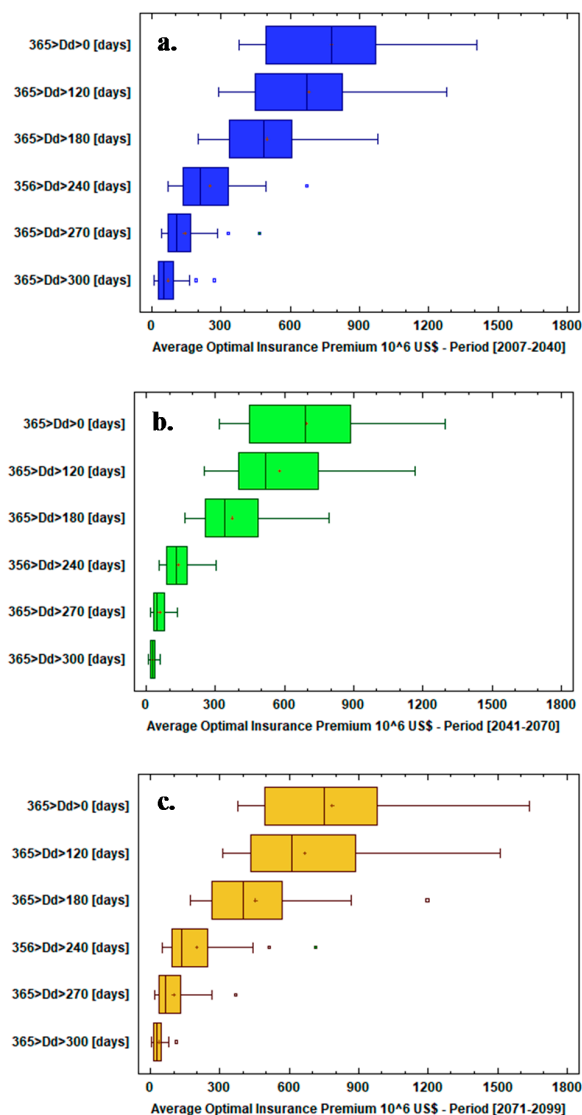 a.
365>Dd>0 [days]
365>Dd>120 [days]
365>Dd>180 [days]
356>Dd>240 [days]
365>Dd>270 [days]
365>Dd>300 [days]
0 300 600 900 1200 1500 1800
Average Optimal Insurance Premium 10^6 US$ - Period [2007-2040]
b.
365>Dd>0 [days]
365>Dd>120 [days]
365>Dd>180 [days]
356>Dd>240 [days]
365>Dd>270 [days]
365>Dd>300 [days]
0 300 600 900 1200 1500 1800
Average Optimal Insurance Premium 10^6 US$ - Period [2041-2070]
c.
365>Dd>0 [days]
365>Dd>120 [days]
365>Dd>180 [days]
356>Dd>240 [days]
365>Dd>270 [days]
365>Dd>300 [days]
0 300 600 900 1200 1500 1800
Average Optimal Insurance Premium 10^6 US$ - Period [2071-2099]